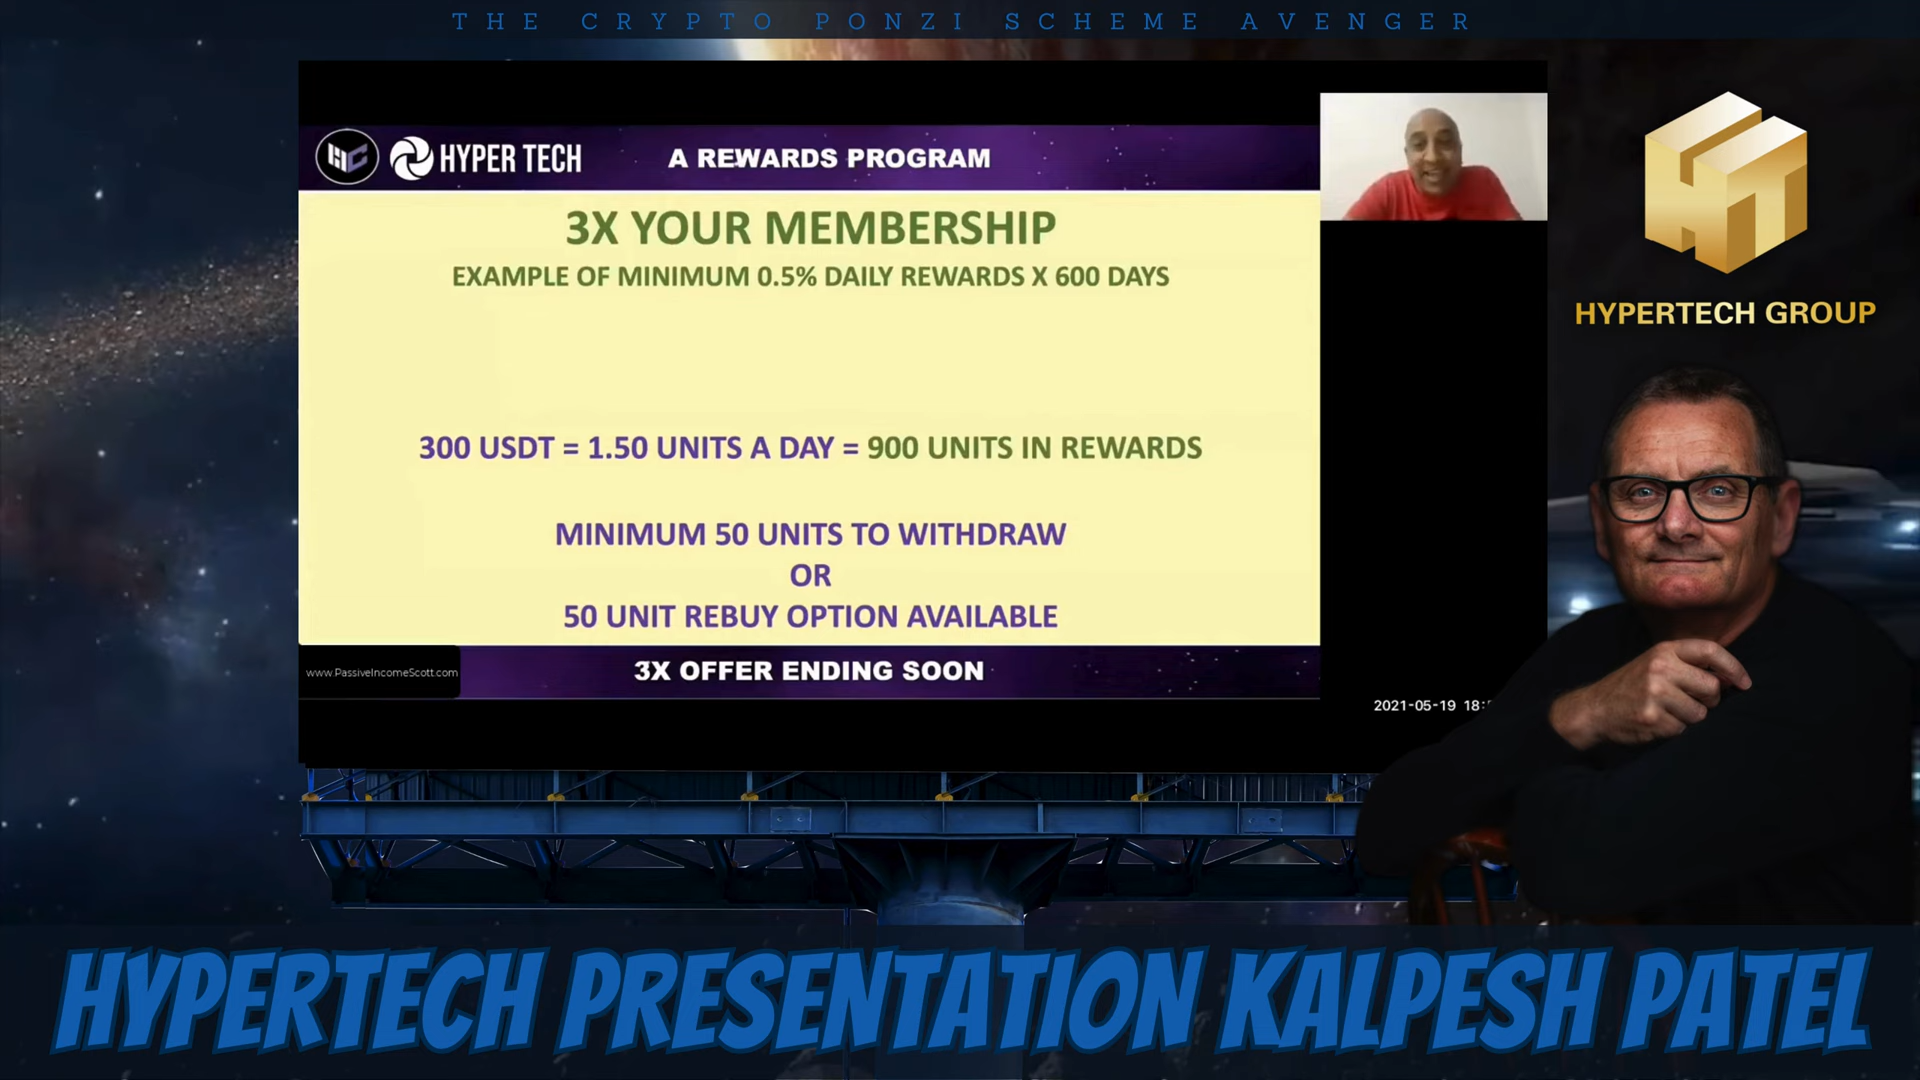 THE CRYPTO PONZI SCHEME AVENGER
HC HYPER TECH
A REWARDS PROGRAM
3X YOUR MEMBERSHIP
EXAMPLE OF MINIMUM 0.5% DAILY REWARDS X 600 DAYS
300 USDT = 1.50 UNITS A DAY = 900 UNITS IN REWARDS
MINIMUM 50 UNITS TO WITHDRAW
OR
50 UNIT REBUY OPTION AVAILABLE
www.PassiveIncomeScott.com
3X OFFER ENDING SOON
2021-05-19 18:
HT
HYPERTECH GROUP
HYPERTECH PRESENTATION KALPESH PATEL